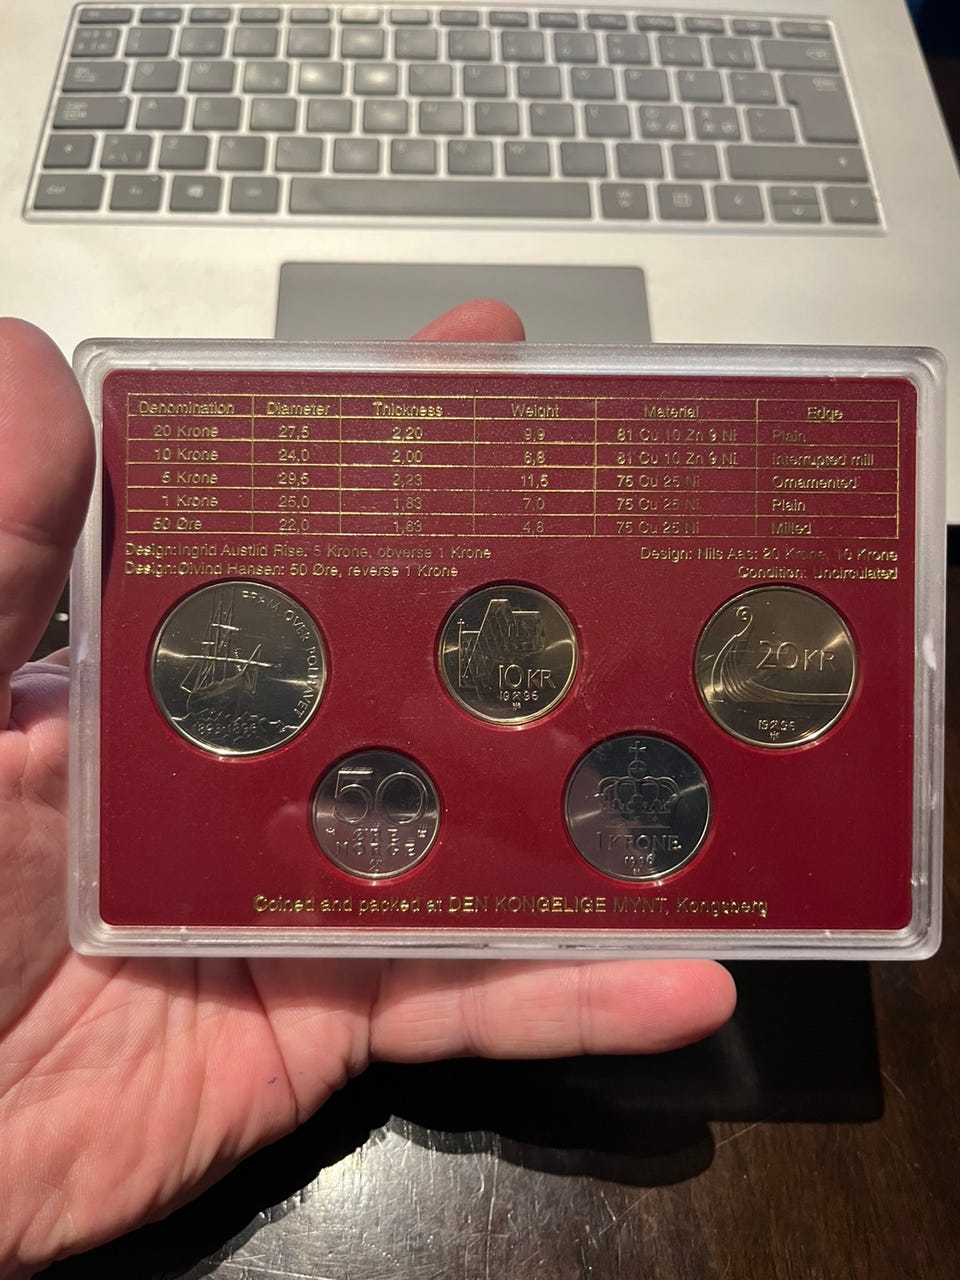 Denomination Diameter Thickness Weight Material Edge
20 Krone 27,5 2,20 9,9 81 Cu 10 Zn 9 Ni Plain
10 Krone 24,0 2,00 6,8 81 Cu 10 Zn 9 Ni Interrupted mill
5 Krone 29,5 2,23 11,5 75 Cu 25 Ni Ornamented
1 Krone 25,0 1,83 7,0 75 Cu 25 Ni Plain
50 Øre 22,0 1,63 4,8 75 Cu 25 Ni Milled
Design: Ingrid Austlid Rise: 5 Krone, obverse 1 Krone
Design: Nils Aas: 20 Krone, 10 Krone
Design: Øivind Hansen: 50 Øre, reverse 1 Krone
Condition: uncirculated
FRAM OVER POLHAVET
1893-1896
10 KR
1996
20 KR
1996
50
ØRE
NORGE
1 KRONE
1996
Coined and packed at DEN KONGELIGE MYNT, Kongsberg